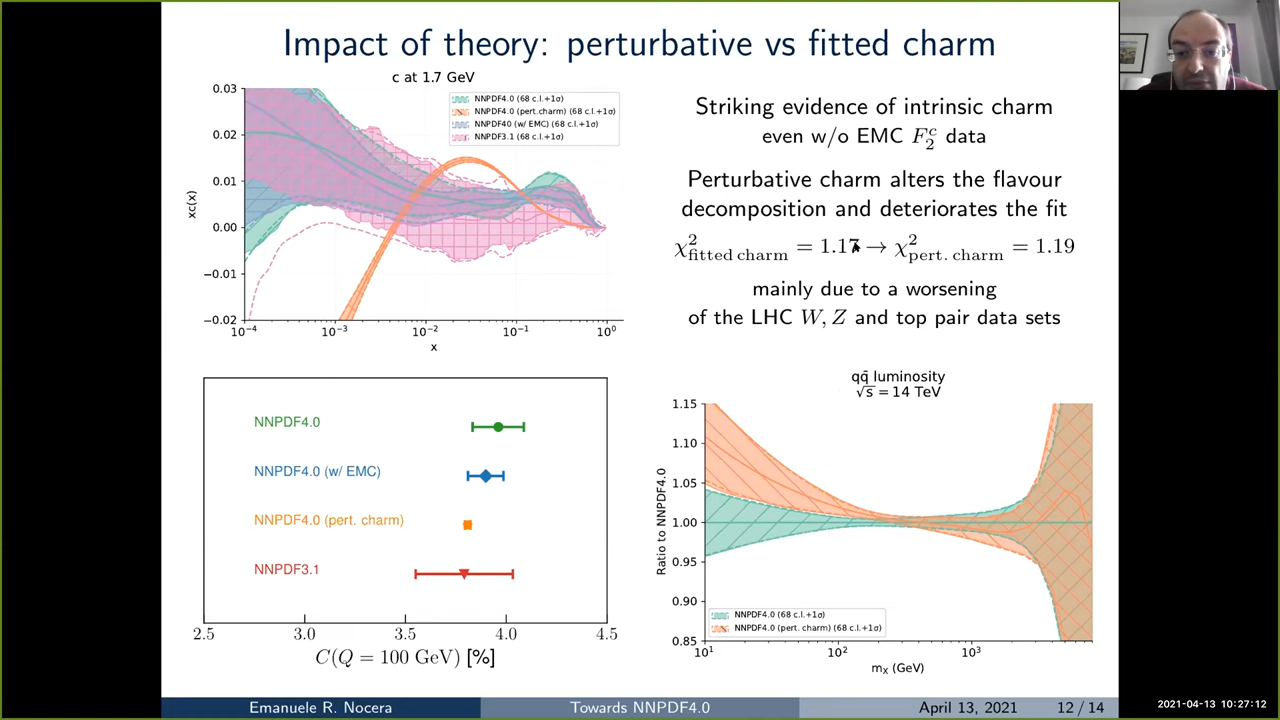 Impact of theory: perturbative vs fitted charm
c at 1.7 GeV
NNPDF4.0 (68 c.l.+1σ)
NNPDF4.0 (pert.charm) (68 c.l.+1σ)
NNPDF40 (w/ EMC) (68 c.l.+1σ)
NNPDF3.1 (68 c.l.+1σ)
0.03
0.02
0.01
0.00
−0.01
−0.02
xc(x)
10⁻⁴ 10⁻³ 10⁻² 10⁻¹ 10⁰
x
Striking evidence of intrinsic charm
even w/o EMC F₂ᶜ data
Perturbative charm alters the flavour
decomposition and deteriorates the fit
χ²fitted charm = 1.17 → χ²pert. charm = 1.19
mainly due to a worsening
of the LHC W, Z and top pair data sets
NNPDF4.0
NNPDF4.0 (w/ EMC)
NNPDF4.0 (pert. charm)
NNPDF3.1
2.5 3.0 3.5 4.0 4.5
C(Q = 100 GeV) [%]
qq̄ luminosity
√s = 14 TeV
1.15
1.10
1.05
1.00
0.95
0.90
0.85
Ratio to NNPDF4.0
NNPDF4.0 (68 c.l.+1σ)
NNPDF4.0 (pert. charm) (68 c.l.+1σ)
10¹ 10² 10³
mX (GeV)
Emanuele R. Nocera Towards NNPDF4.0 April 13, 2021 12 / 14
2021-04-13 10:27:12